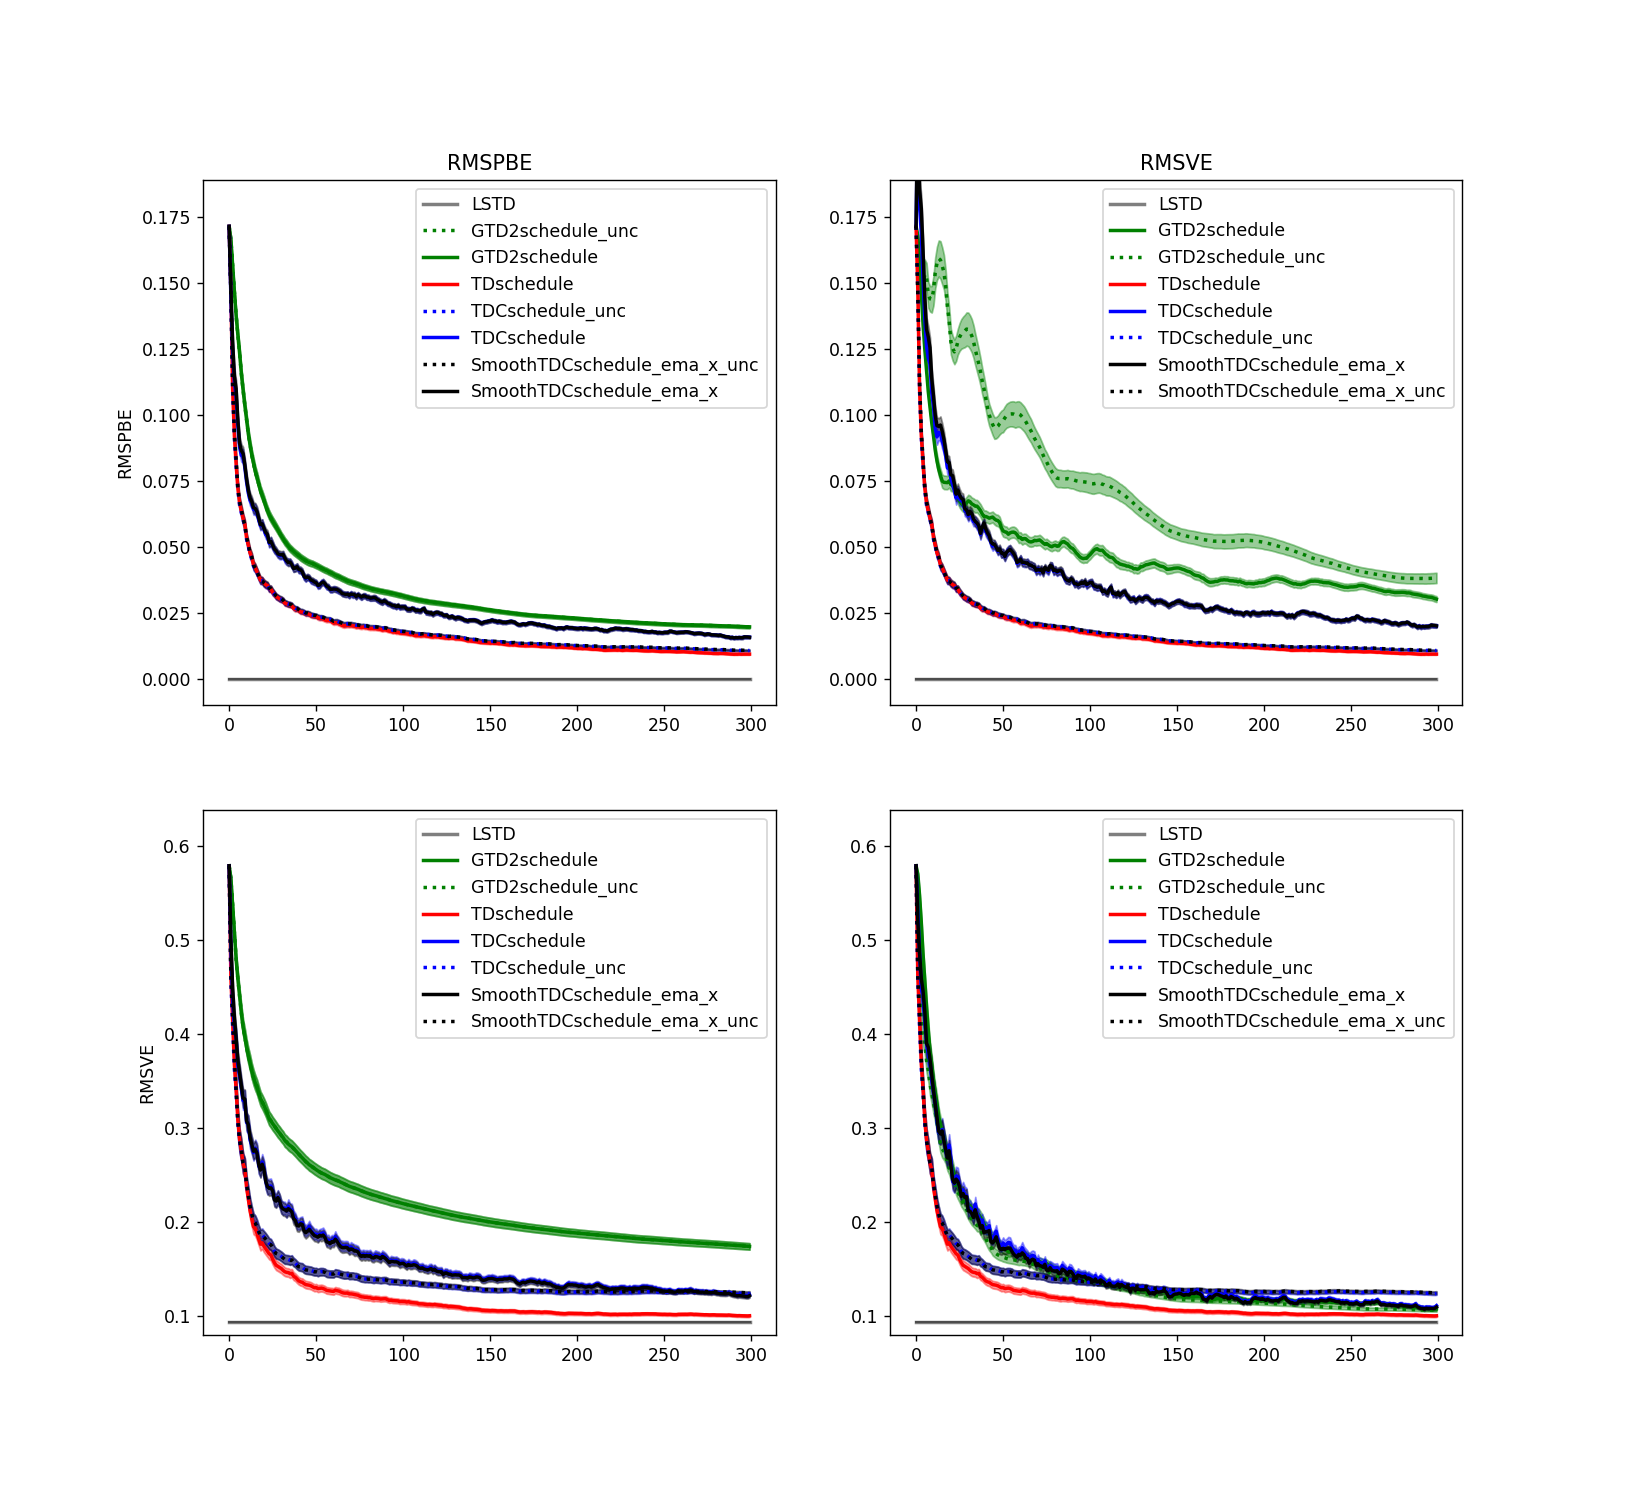 RMSPBE
RMSPBE
0.175
0.150
0.125
0.100
0.075
0.050
0.025
0.000
LSTD
GTD2schedule_unc
GTD2schedule
TDschedule
TDCschedule_unc
TDCschedule
SmoothTDCschedule_ema_x_unc
SmoothTDCschedule_ema_x
0 50 100 150 200 250 300
RMSVE
0.175
0.150
0.125
0.100
0.075
0.050
0.025
0.000
LSTD
GTD2schedule
GTD2schedule_unc
TDschedule
TDCschedule
TDCschedule_unc
SmoothTDCschedule_ema_x
SmoothTDCschedule_ema_x_unc
0 50 100 150 200 250 300
RMSVE
0.6
0.5
0.4
0.3
0.2
0.1
LSTD
GTD2schedule
GTD2schedule_unc
TDschedule
TDCschedule
TDCschedule_unc
SmoothTDCschedule_ema_x
SmoothTDCschedule_ema_x_unc
0 50 100 150 200 250 300
0.6
0.5
0.4
0.3
0.2
0.1
LSTD
GTD2schedule
GTD2schedule_unc
TDschedule
TDCschedule
TDCschedule_unc
SmoothTDCschedule_ema_x
SmoothTDCschedule_ema_x_unc
0 50 100 150 200 250 300